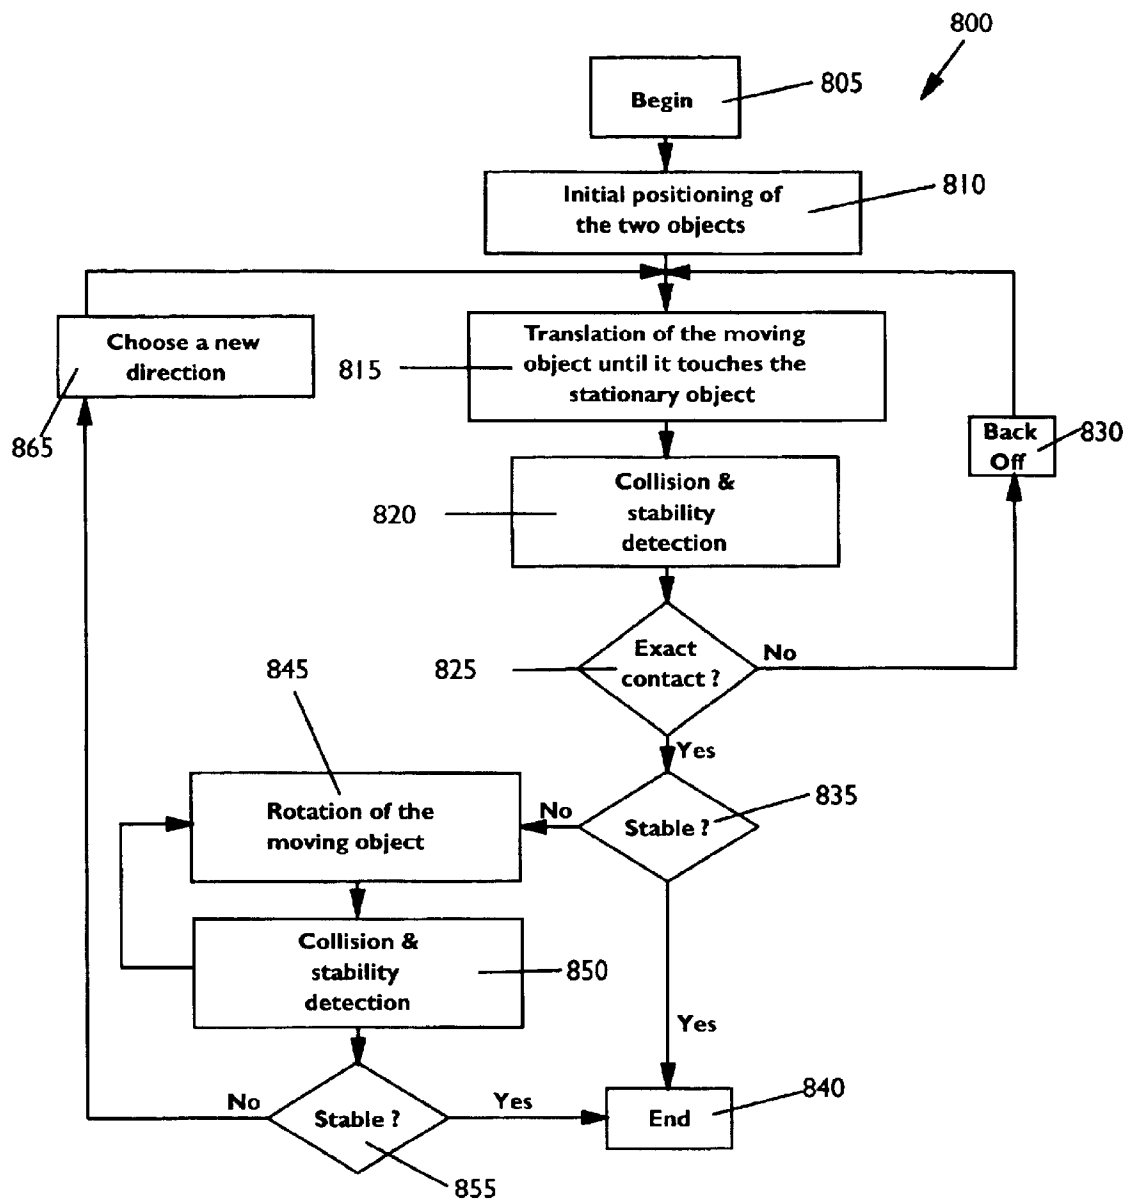 800
Begin
805
Initial positioning of
the two objects
810
Choose a new
direction
865
Translation of the moving
object until it touches the
stationary object
815
Back
Off
830
Collision &
stability
detection
820
Exact
contact ?
825
No
Yes
845
Rotation of the
moving object
No
Stable ?
835
Collision &
stability
detection
850
Yes
No
Stable ?
Yes
855
End
840